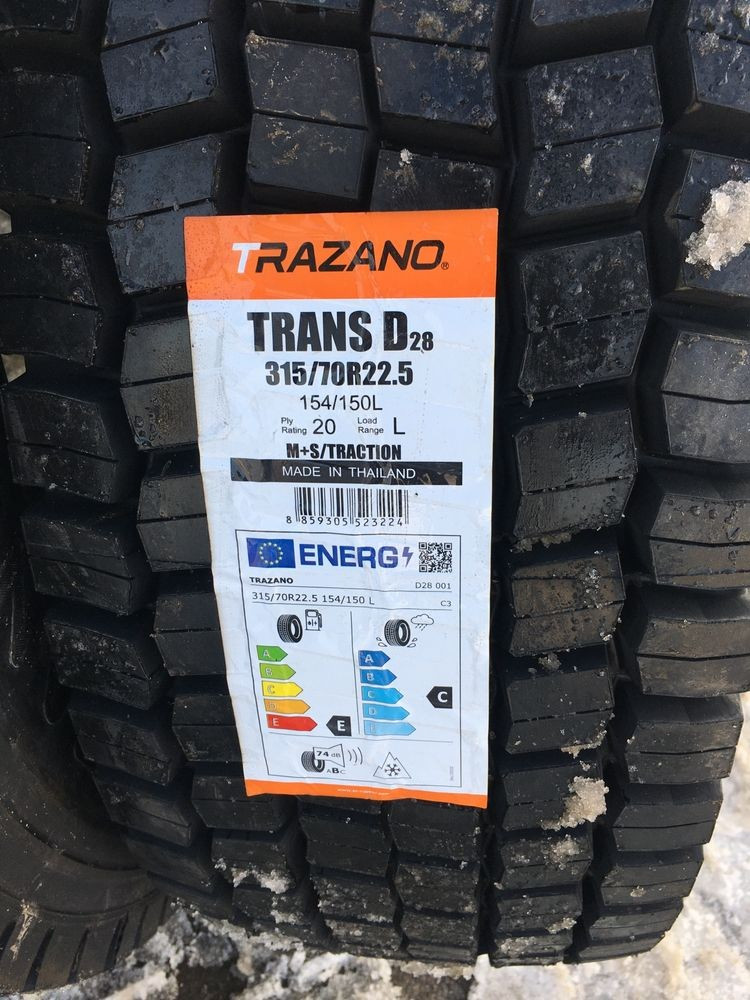 TRAZANO®
TRANS D28
315/70R22.5
154/150L
Ply Rating 20 Load Range L
M+S/TRACTION
MADE IN THAILAND
8 859305 523224
ENERG
TRAZANO D28 001
315/70R22.5 154/150 L C3
A
B
C
D
E
E
A
B
C
D
E
C
74 dB
ABC